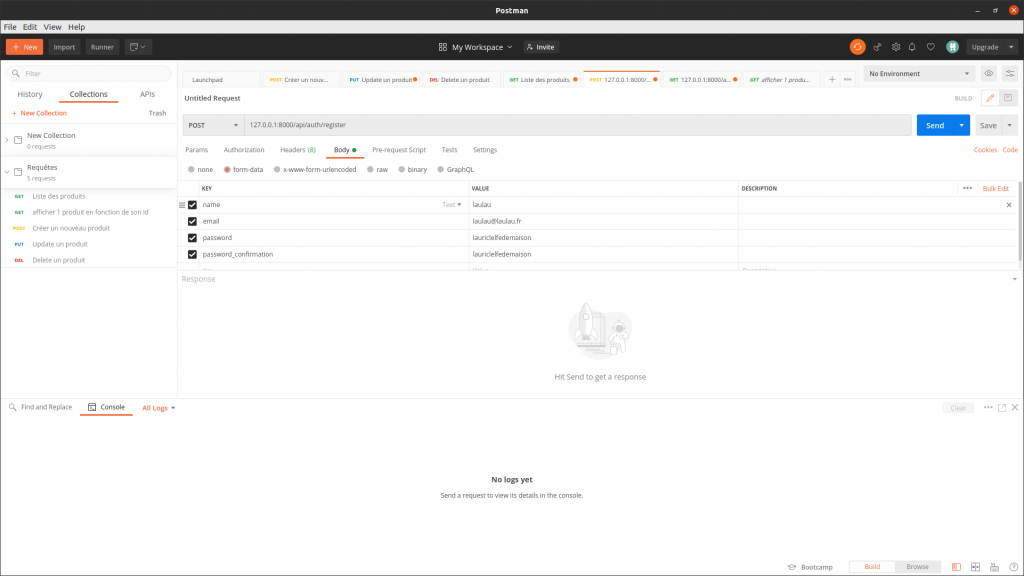 Postman
File Edit View Help
+ New Import Runner My Workspace Invite H Upgrade
Filter
History Collections APIs
+ New Collection Trash
New Collection
0 requests
Requêtes
5 requests
GET Liste des produits
GET afficher 1 produit en fonction de son id
POST Créer un nouveau produit
PUT Update un produit
DEL Delete un produit
Launchpad POST Créer un nouv... PUT Update un produit DEL Delete un produit GET Liste des produits POST 127.0.0.1:8000/... GET 127.0.0.1:8000/a... GET afficher 1 produ... + ••• No Environment
Untitled Request BUILD
POST 127.0.0.1:8000/api/auth/register Send Save
Params Authorization Headers (8) Body Pre-request Script Tests Settings Cookies Code
none form-data x-www-form-urlencoded raw binary GraphQL
KEY VALUE DESCRIPTION ••• Bulk Edit
name Text laulau
email laulau@laulau.fr
password lauriclelfedemaison
password_confirmation lauriclelfedemaison
Key Value Description
Response
Hit Send to get a response
Find and Replace Console All Logs Clear •••
No logs yet
Send a request to view its details in the console.
Bootcamp Build Browse